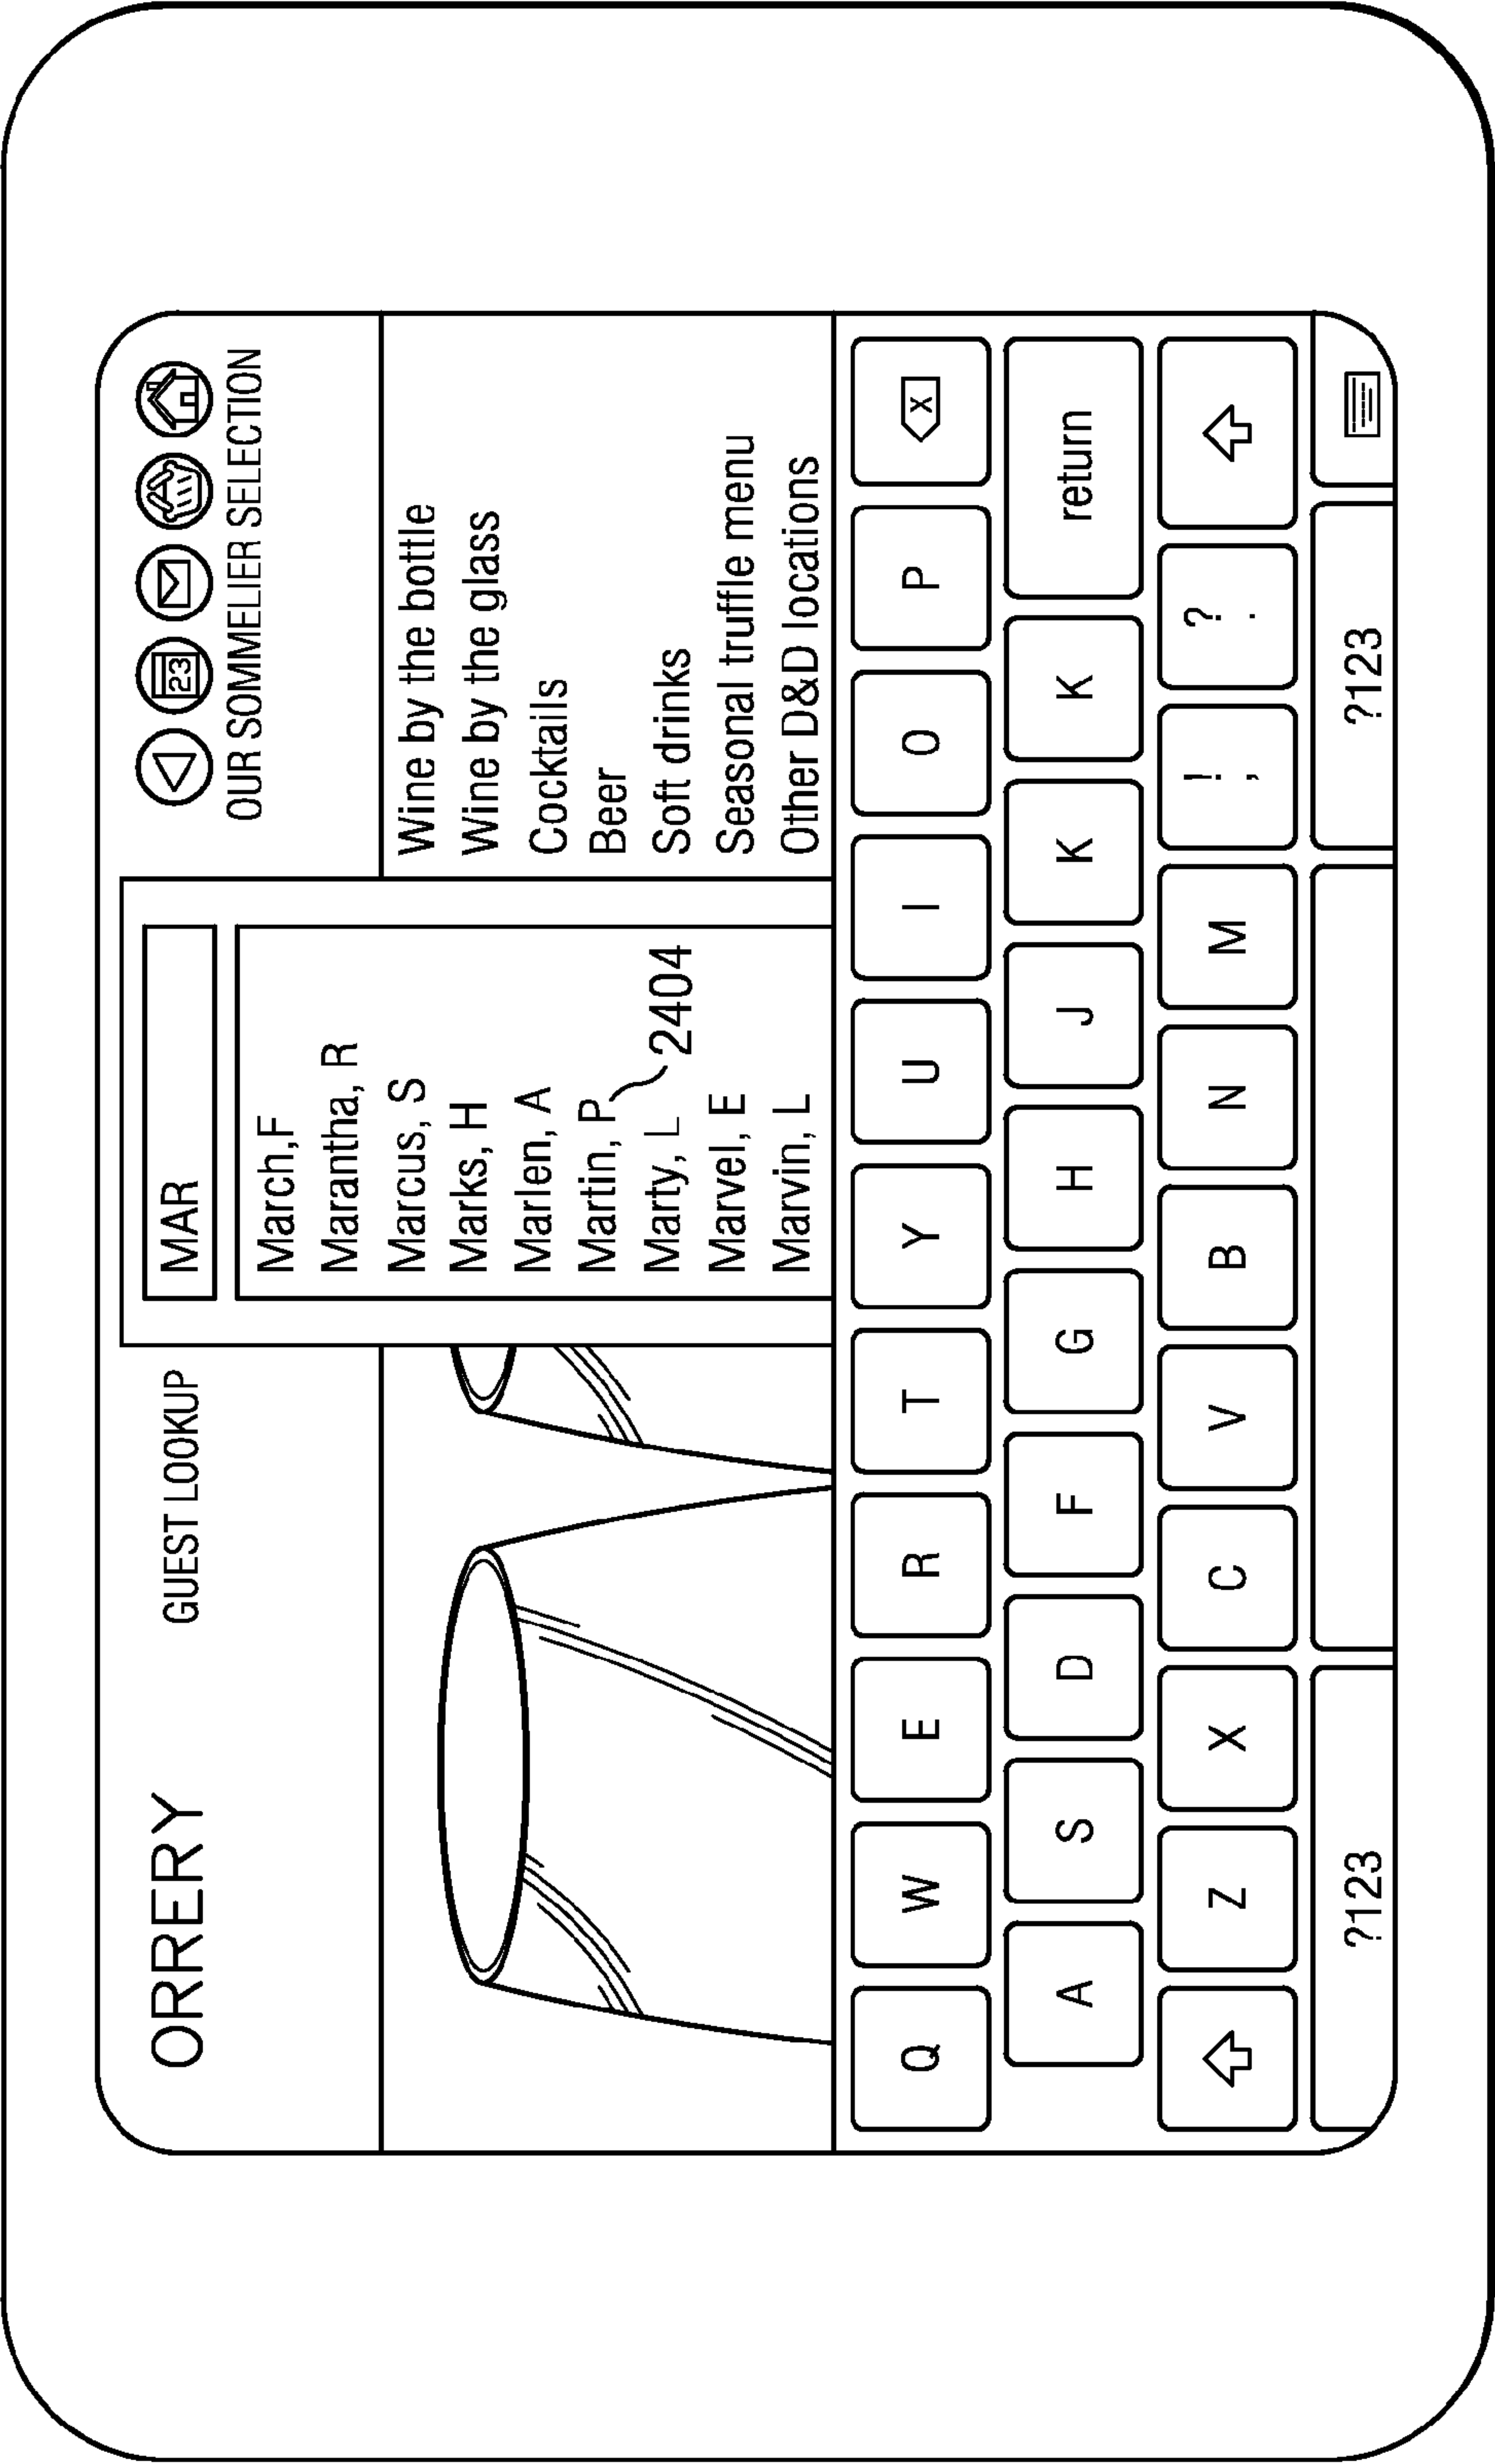 ORRERY
GUEST LOOKUP
MAR
23
OUR SOMMELIER SELECTION
March,F
Marantha, R
Marcus, S
Marks, H
Marlen, A
Martin, P
2404
Marty, L
Marvel, E
Marvin, L
Wine by the bottle
Wine by the glass
Cocktails
Beer
Soft drinks
Seasonal truffle menu
Other D&D locations
Q W E R T Y U I O P X
A S D F G H J K K return
Z X C V B N M ! , ? .
?123 ?123